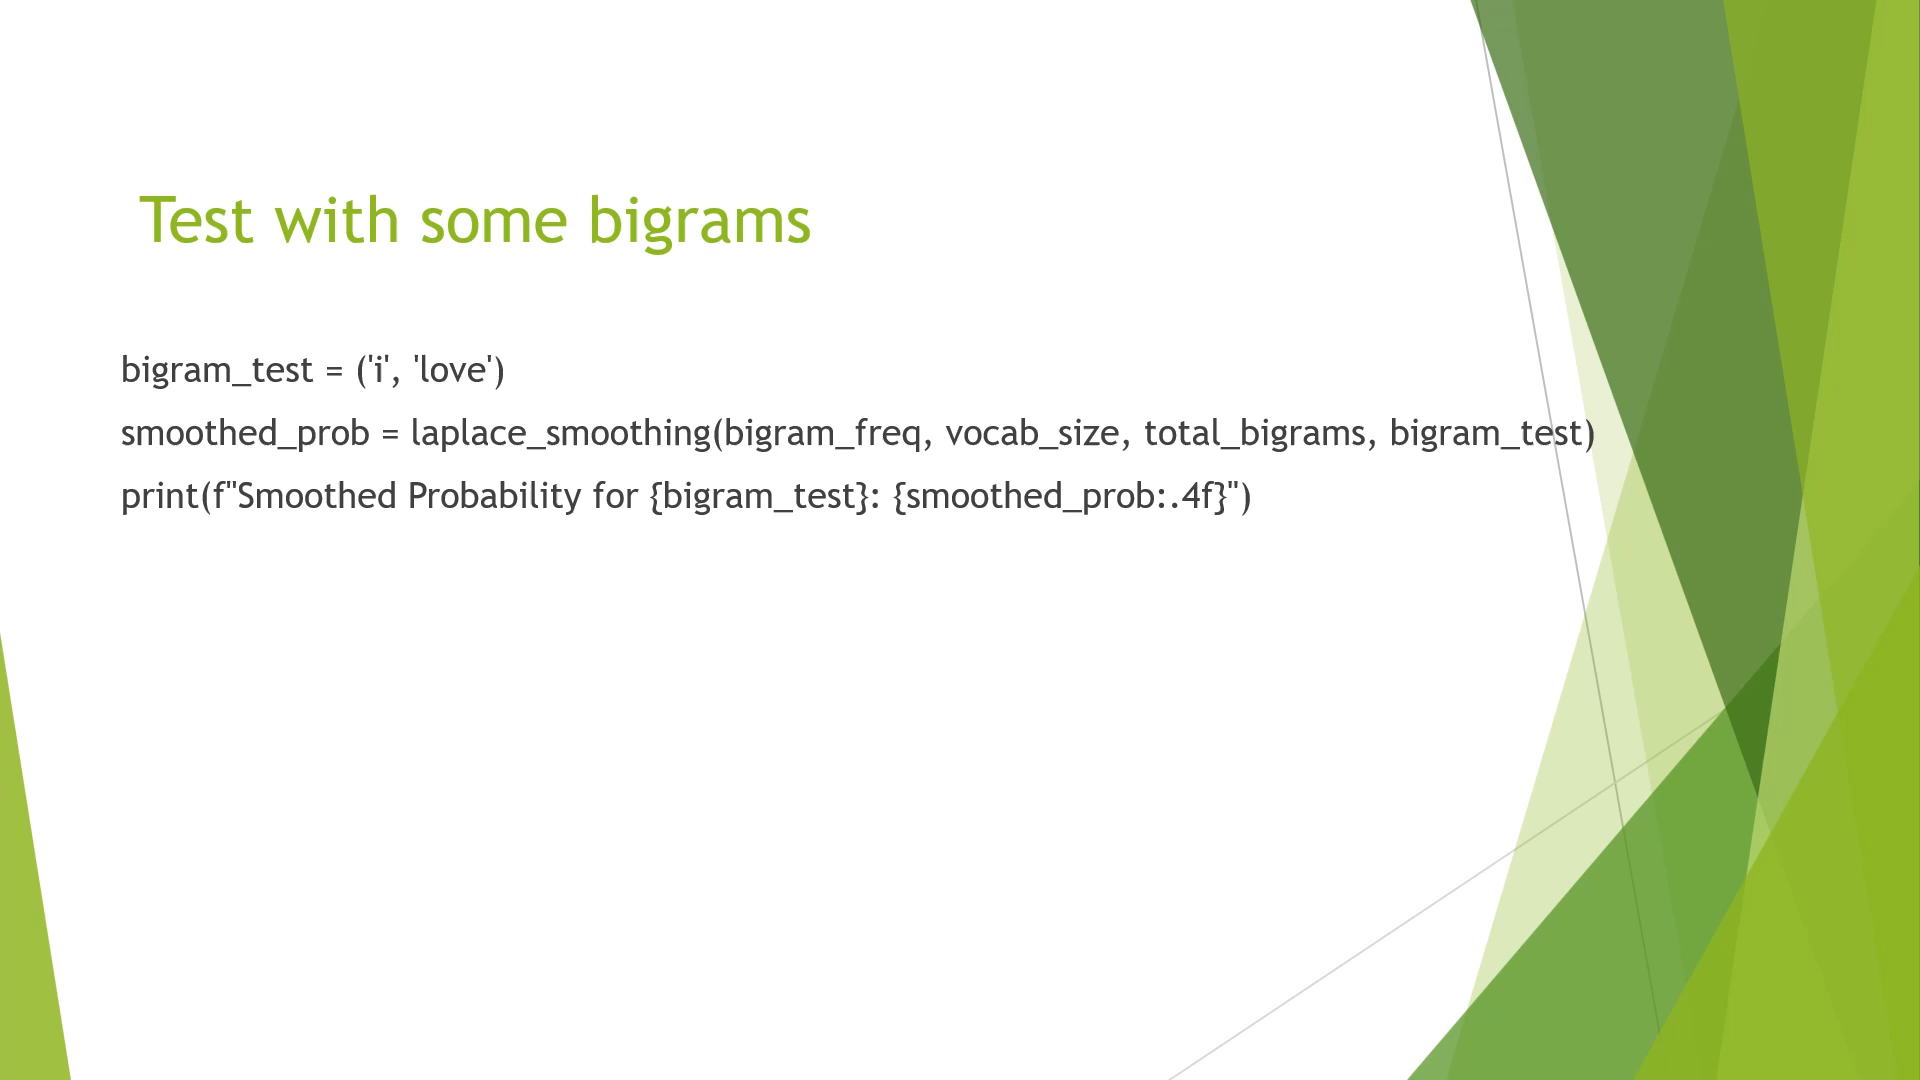 Test with some bigrams
bigram_test = ('i', 'love')
smoothed_prob = laplace_smoothing(bigram_freq, vocab_size, total_bigrams, bigram_test)
print(f"Smoothed Probability for {bigram_test}: {smoothed_prob:.4f}")